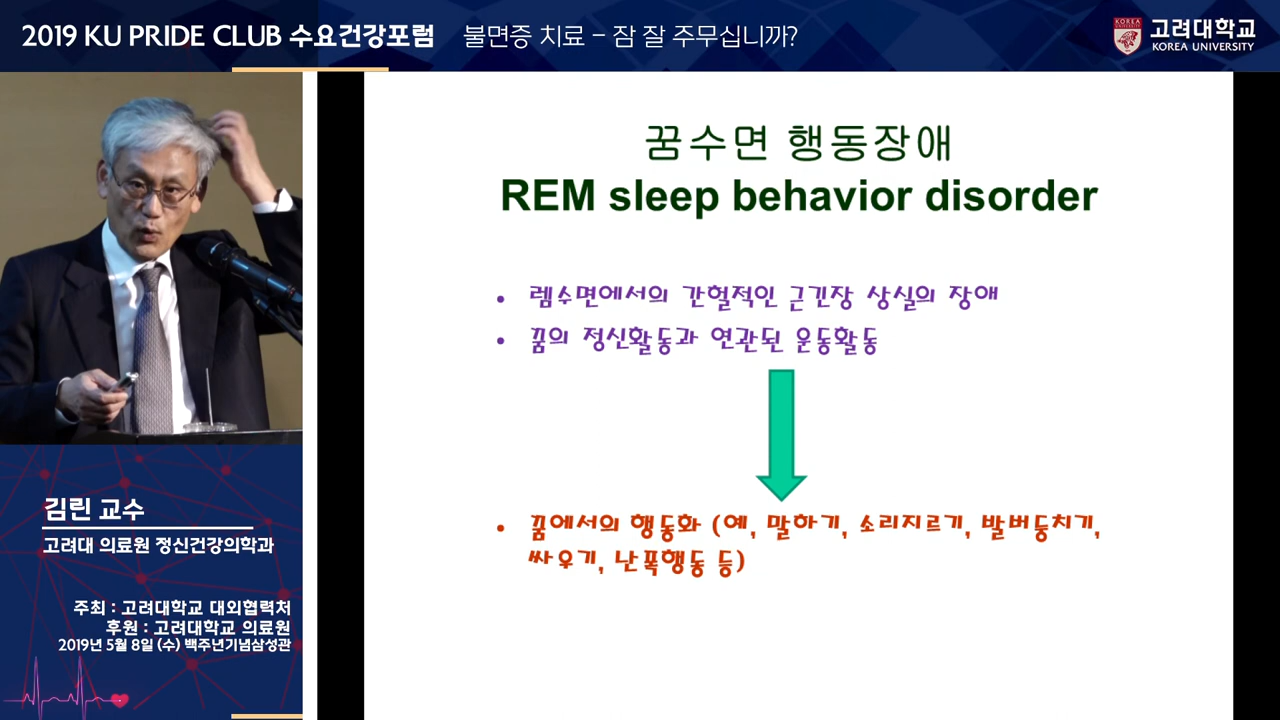 2019 KU PRIDE CLUB 수요건강포럼 불면증 치료 – 잠 잘 주무십니까?
KOREA UNIVERSITY
고려대학교
KOREA UNIVERSITY
꿈수면 행동장애
REM sleep behavior disorder
• 렘수면에서의 간헐적인 근긴장 상실의 장애
• 꿈의 정신활동과 연관된 운동활동
• 꿈에서의 행동화 (예, 말하기, 소리지르기, 발버둥치기,
싸우기, 난폭행동 등)
김린 교수
고려대 의료원 정신건강의학과
주최 : 고려대학교 대외협력처
후원 : 고려대학교 의료원
2019년 5월 8일 (수) 백주년기념삼성관